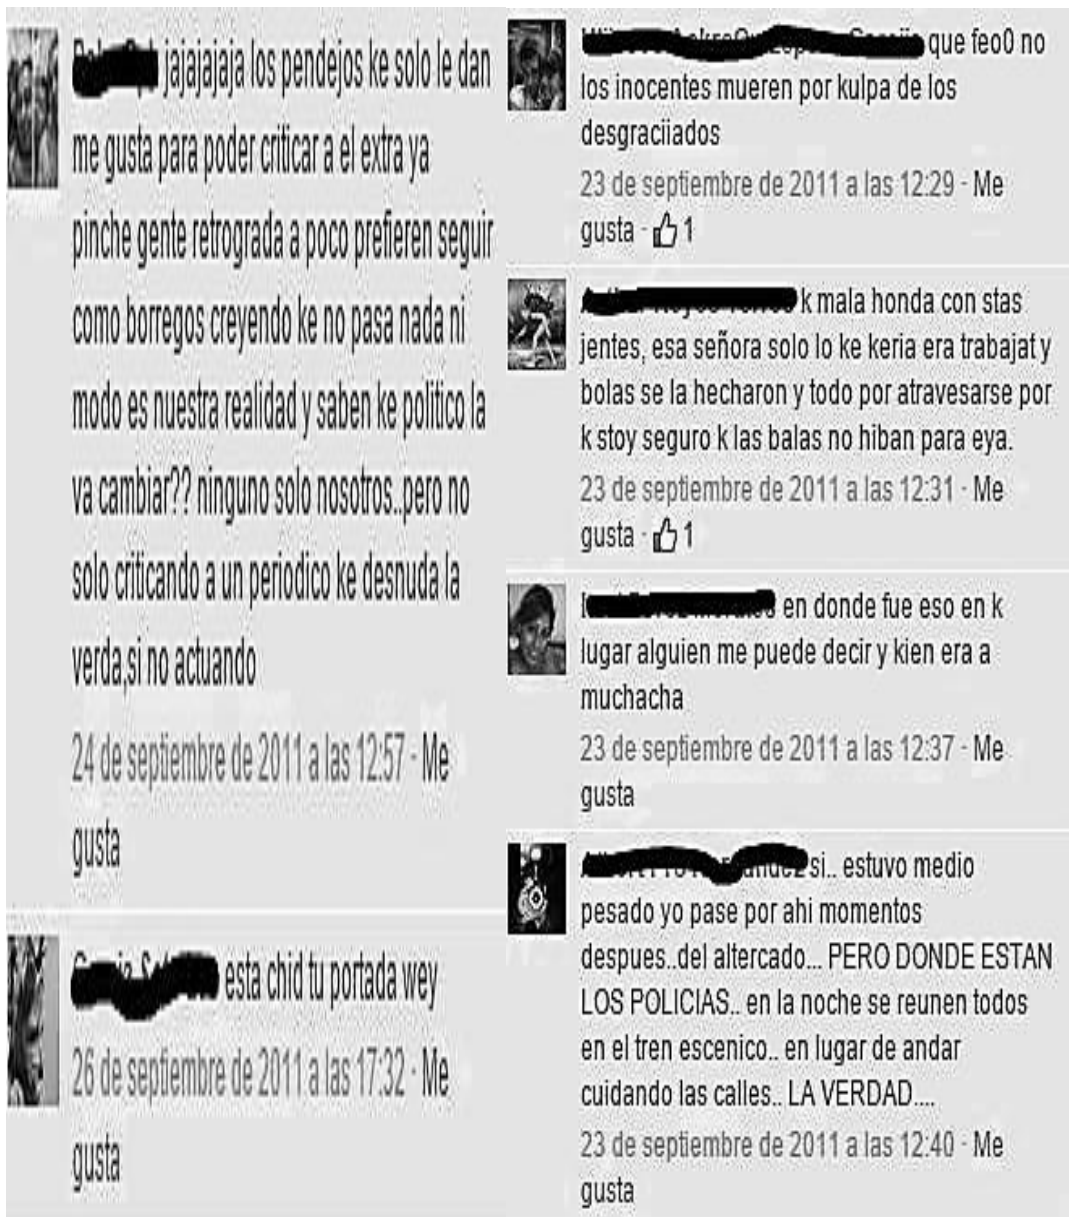 jajajajaja los pendejos ke solo le dan
me gusta para poder criticar a el extra ya
pinche gente retrograda a poco prefieren seguir
como borregos creyendo ke no pasa nada ni
modo es nuestra realidad y saben ke politico la
va cambiar?? ninguno solo nosotros..pero no
solo criticando a un periodico ke desnuda la
verda,si no actuando
24 de septiembre de 2011 a las 12:57 · Me
gusta
esta chid tu portada wey
26 de septiembre de 2011 a las 17:32 · Me
gusta
que feo0 no
los inocentes mueren por kulpa de los
desgraciiados
23 de septiembre de 2011 a las 12:29 · Me
gusta · 1
k mala honda con stas
jentes, esa señora solo lo ke keria era trabajat y
bolas se la hecharon y todo por atravesarse por
k stoy seguro k las balas no hiban para eya.
23 de septiembre de 2011 a las 12:31 · Me
gusta · 1
en donde fue eso en k
lugar alguien me puede decir y kien era a
muchacha
23 de septiembre de 2011 a las 12:37 · Me
gusta
si.. estuvo medio
pesado yo pase por ahi momentos
despues..del altercado... PERO DONDE ESTAN
LOS POLICIAS.. en la noche se reunen todos
en el tren escenico.. en lugar de andar
cuidando las calles.. LA VERDAD....
23 de septiembre de 2011 a las 12:40 · Me
gusta